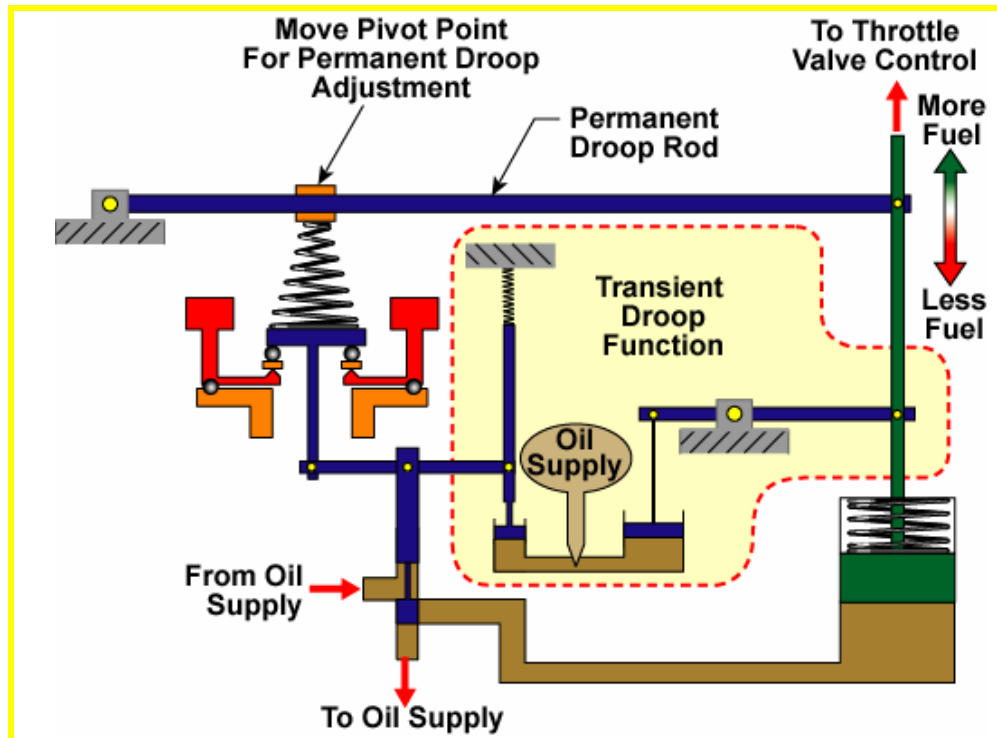 Move Pivot Point
For Permanent Droop
Adjustment
To Throttle
Valve Control
More
Fuel
Permanent
Droop Rod
Less
Fuel
Transient
Droop
Function
Oil
Supply
From Oil
Supply
To Oil Supply